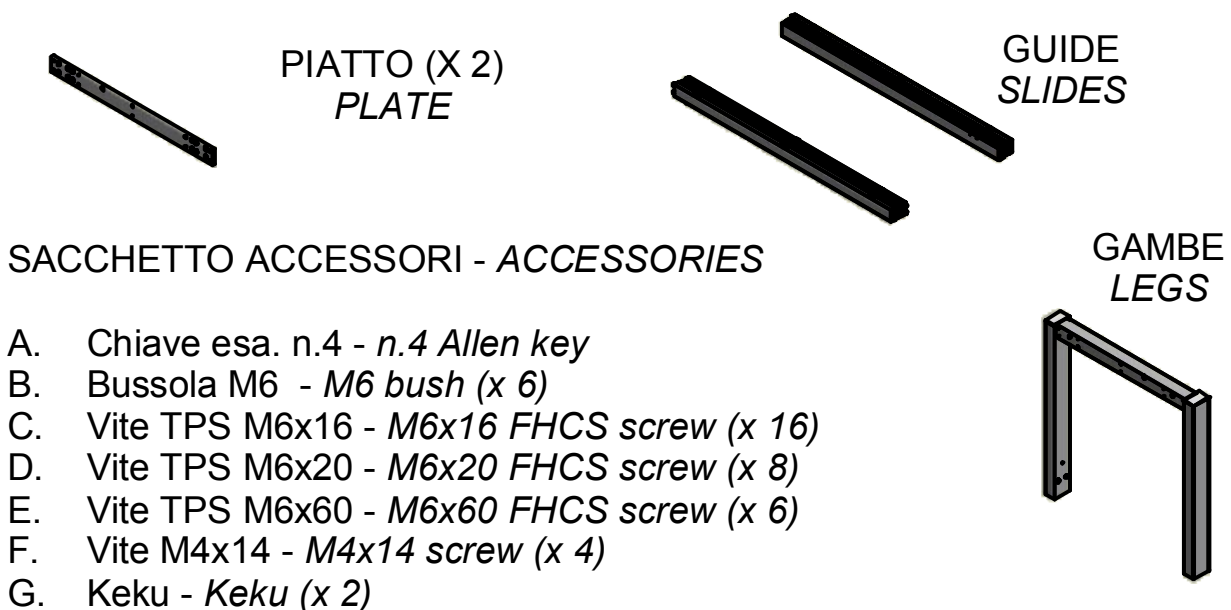 PIATTO (X 2)
PLATE
GUIDE
SLIDES
SACCHETTO ACCESSORI - ACCESSORIES
GAMBE
LEGS
A. Chiave esa. n.4 - n.4 Allen key
B. Bussola M6 - M6 bush (x 6)
C. Vite TPS M6x16 - M6x16 FHCS screw (x 16)
D. Vite TPS M6x20 - M6x20 FHCS screw (x 8)
E. Vite TPS M6x60 - M6x60 FHCS screw (x 6)
F. Vite M4x14 - M4x14 screw (x 4)
G. Keku - Keku (x 2)